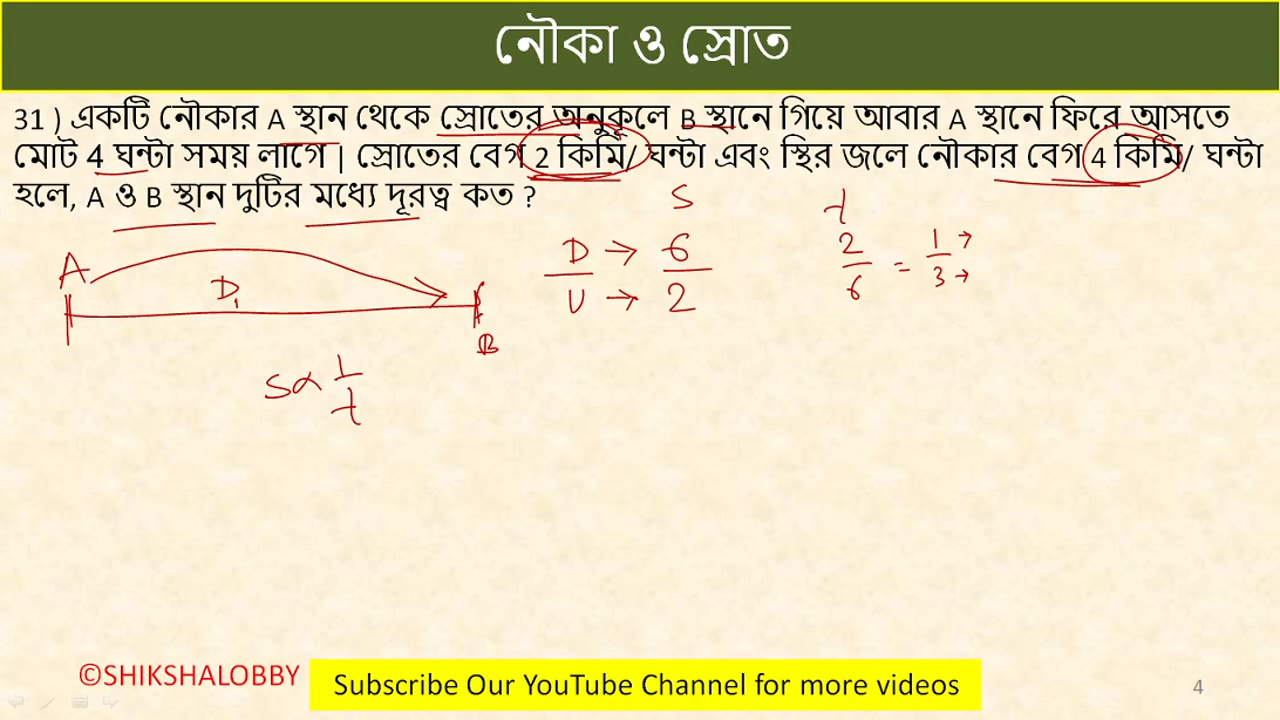 নৌকা ও স্রোত
31 ) একটি নৌকার A স্থান থেকে স্রোতের অনুকূলে B স্থানে গিয়ে আবার A স্থানে ফিরে আসতে
মোট 4 ঘন্টা সময় লাগে | স্রোতের বেগ 2 কিমি/ ঘন্টা এবং স্থির জলে নৌকার বেগ 4 কিমি/ ঘন্টা
হলে, A ও B স্থান দুটির মধ্যে দূরত্ব কত ?
S t
D → 6 2 1 →
U → 2 6 = 3 →
A
D
B
S ∝ 1
t
©SHIKSHALOBBY
Subscribe Our YouTube Channel for more videos
4